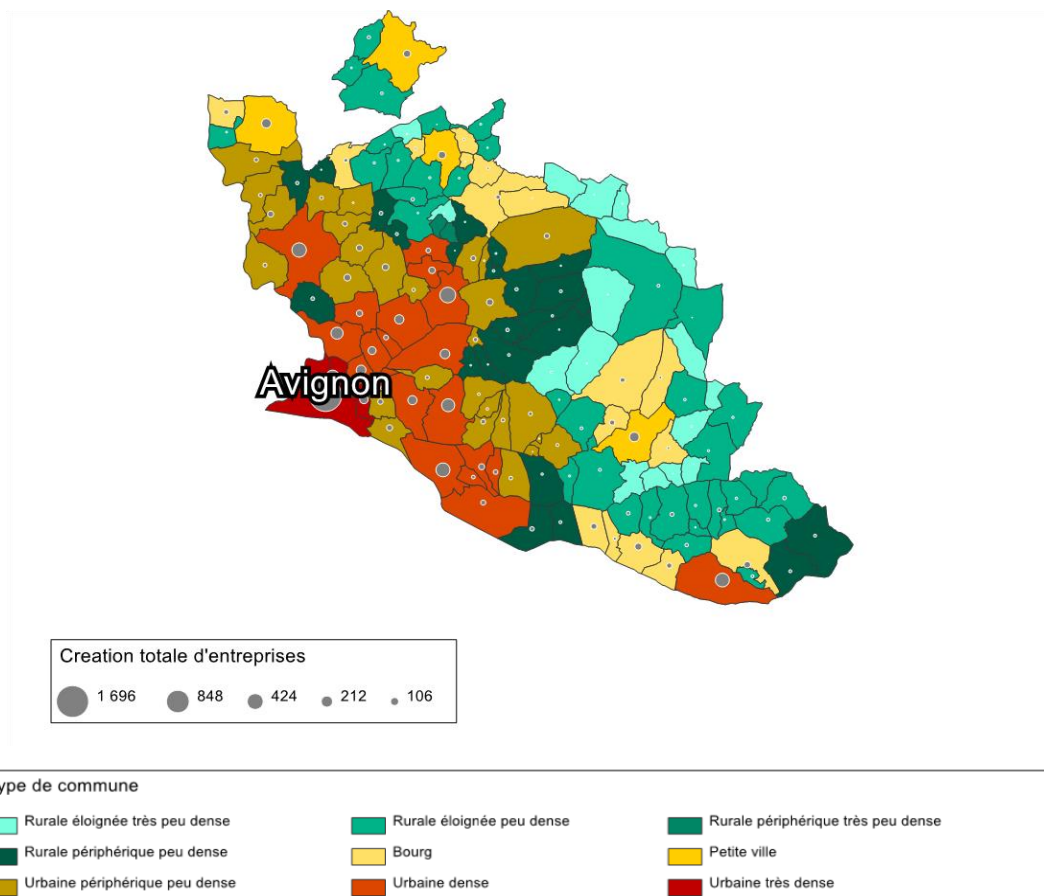 Avignon
Creation totale d'entreprises
1 696 848 424 212 106
ype de commune
Rurale éloignée très peu dense Rurale éloignée peu dense Rurale périphérique très peu dense
Rurale périphérique peu dense Bourg Petite ville
Urbaine périphérique peu dense Urbaine dense Urbaine très dense